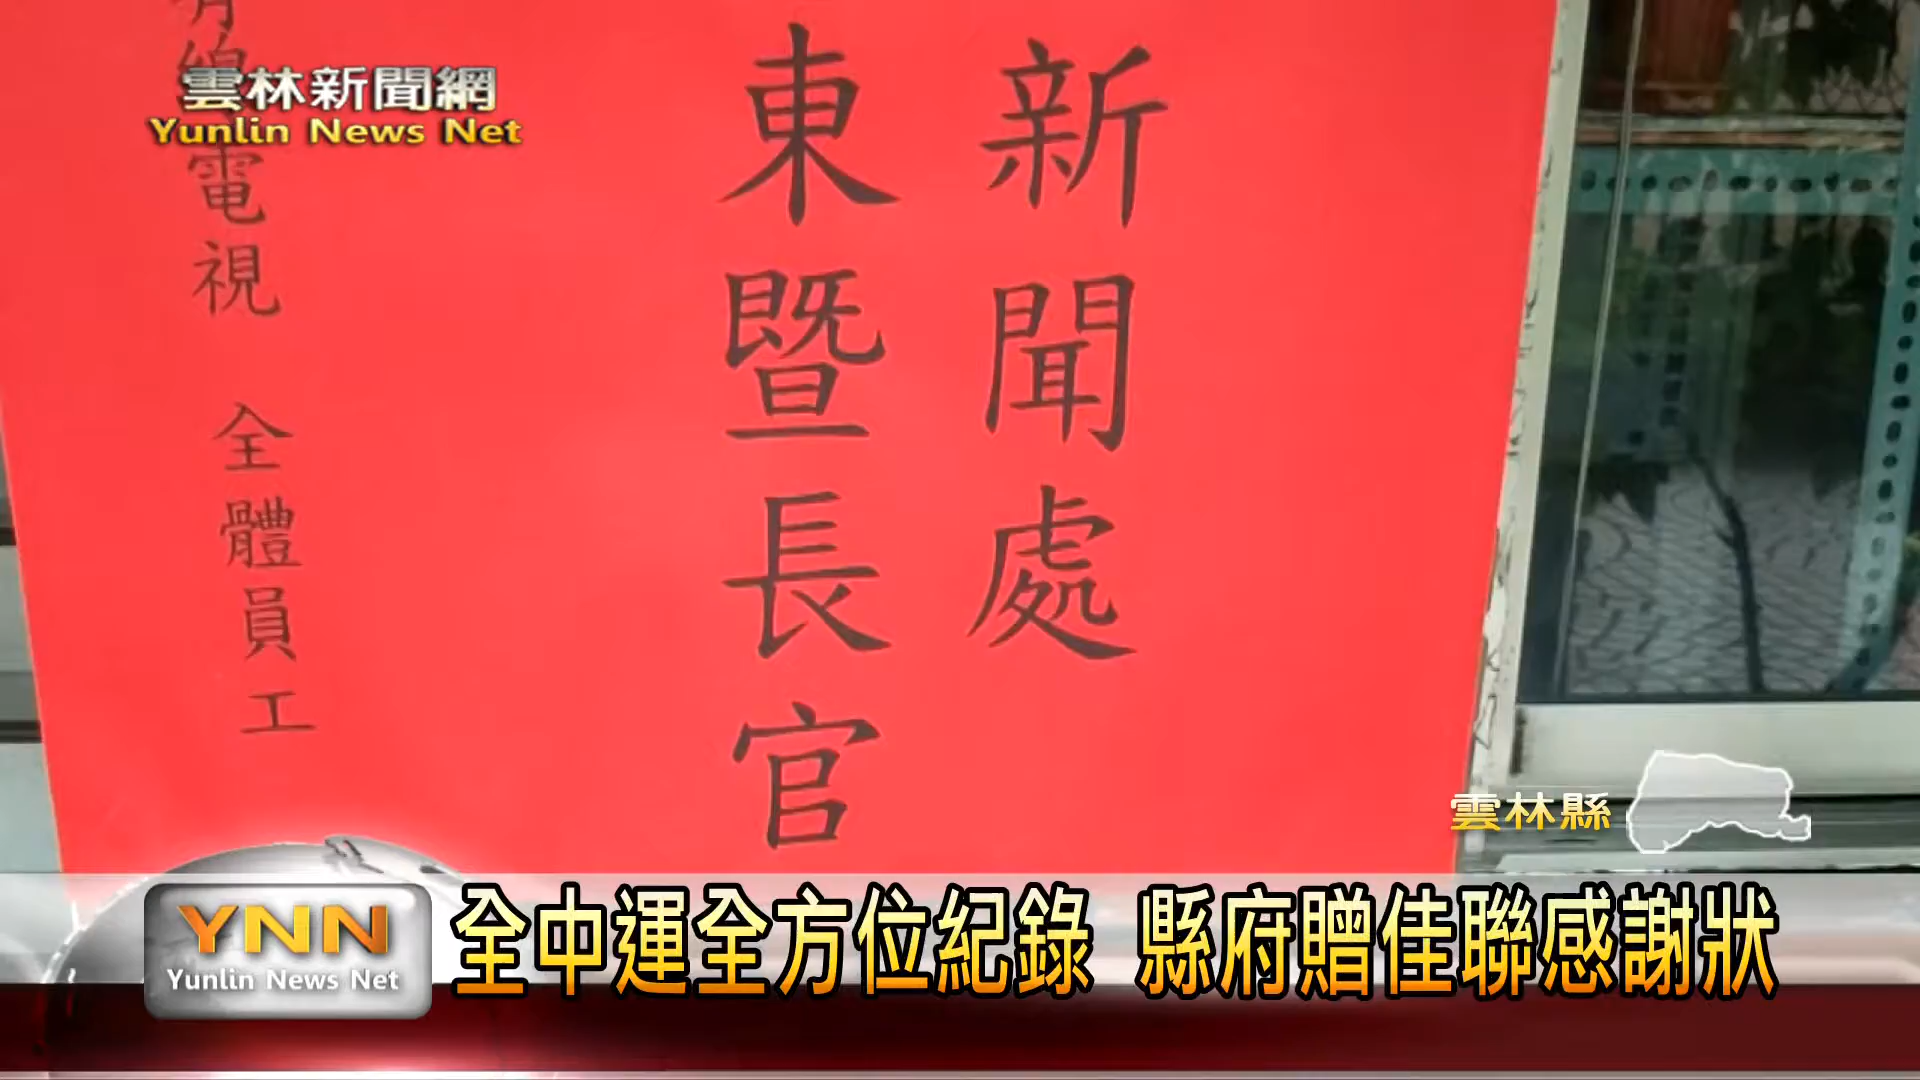 新聞處
東暨長官
有線電視 全體員工
雲林新聞網
Yunlin News Net
雲林縣
YNN
Yunlin News Net
全中運全方位紀錄 縣府贈佳聯感謝狀